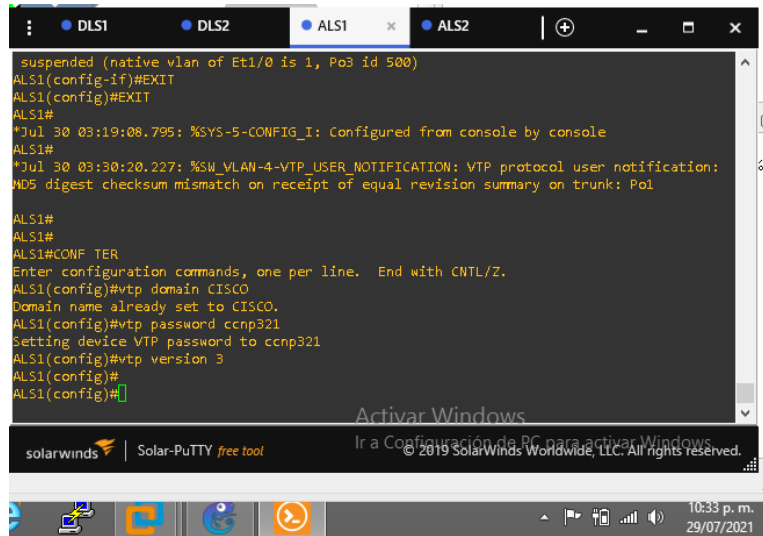 DLS1
DLS2
ALS1
ALS2
suspended (native vlan of Et1/0 is 1, Po3 id 500)
ALS1(config-if)#EXIT
ALS1(config)#EXIT
ALS1#
*Jul 30 03:19:08.795: %SYS-5-CONFIG_I: Configured from console by console
ALS1#
*Jul 30 03:30:20.227: %SW_VLAN-4-VTP_USER_NOTIFICATION: VTP protocol user notification:
MD5 digest checksum mismatch on receipt of equal revision summary on trunk: Po1
ALS1#
ALS1#
ALS1#CONF TER
Enter configuration commands, one per line.  End with CNTL/Z.
ALS1(config)#vtp domain CISCO
Domain name already set to CISCO.
ALS1(config)#vtp password ccnp321
Setting device VTP password to ccnp321
ALS1(config)#vtp version 3
ALS1(config)#
ALS1(config)#
Activar Windows
Ir a Configuración de PC para activar Windows.
solarwinds
Solar-PuTTY free tool
© 2019 SolarWinds Worldwide, LLC. All rights reserved.
10:33 p. m.
29/07/2021